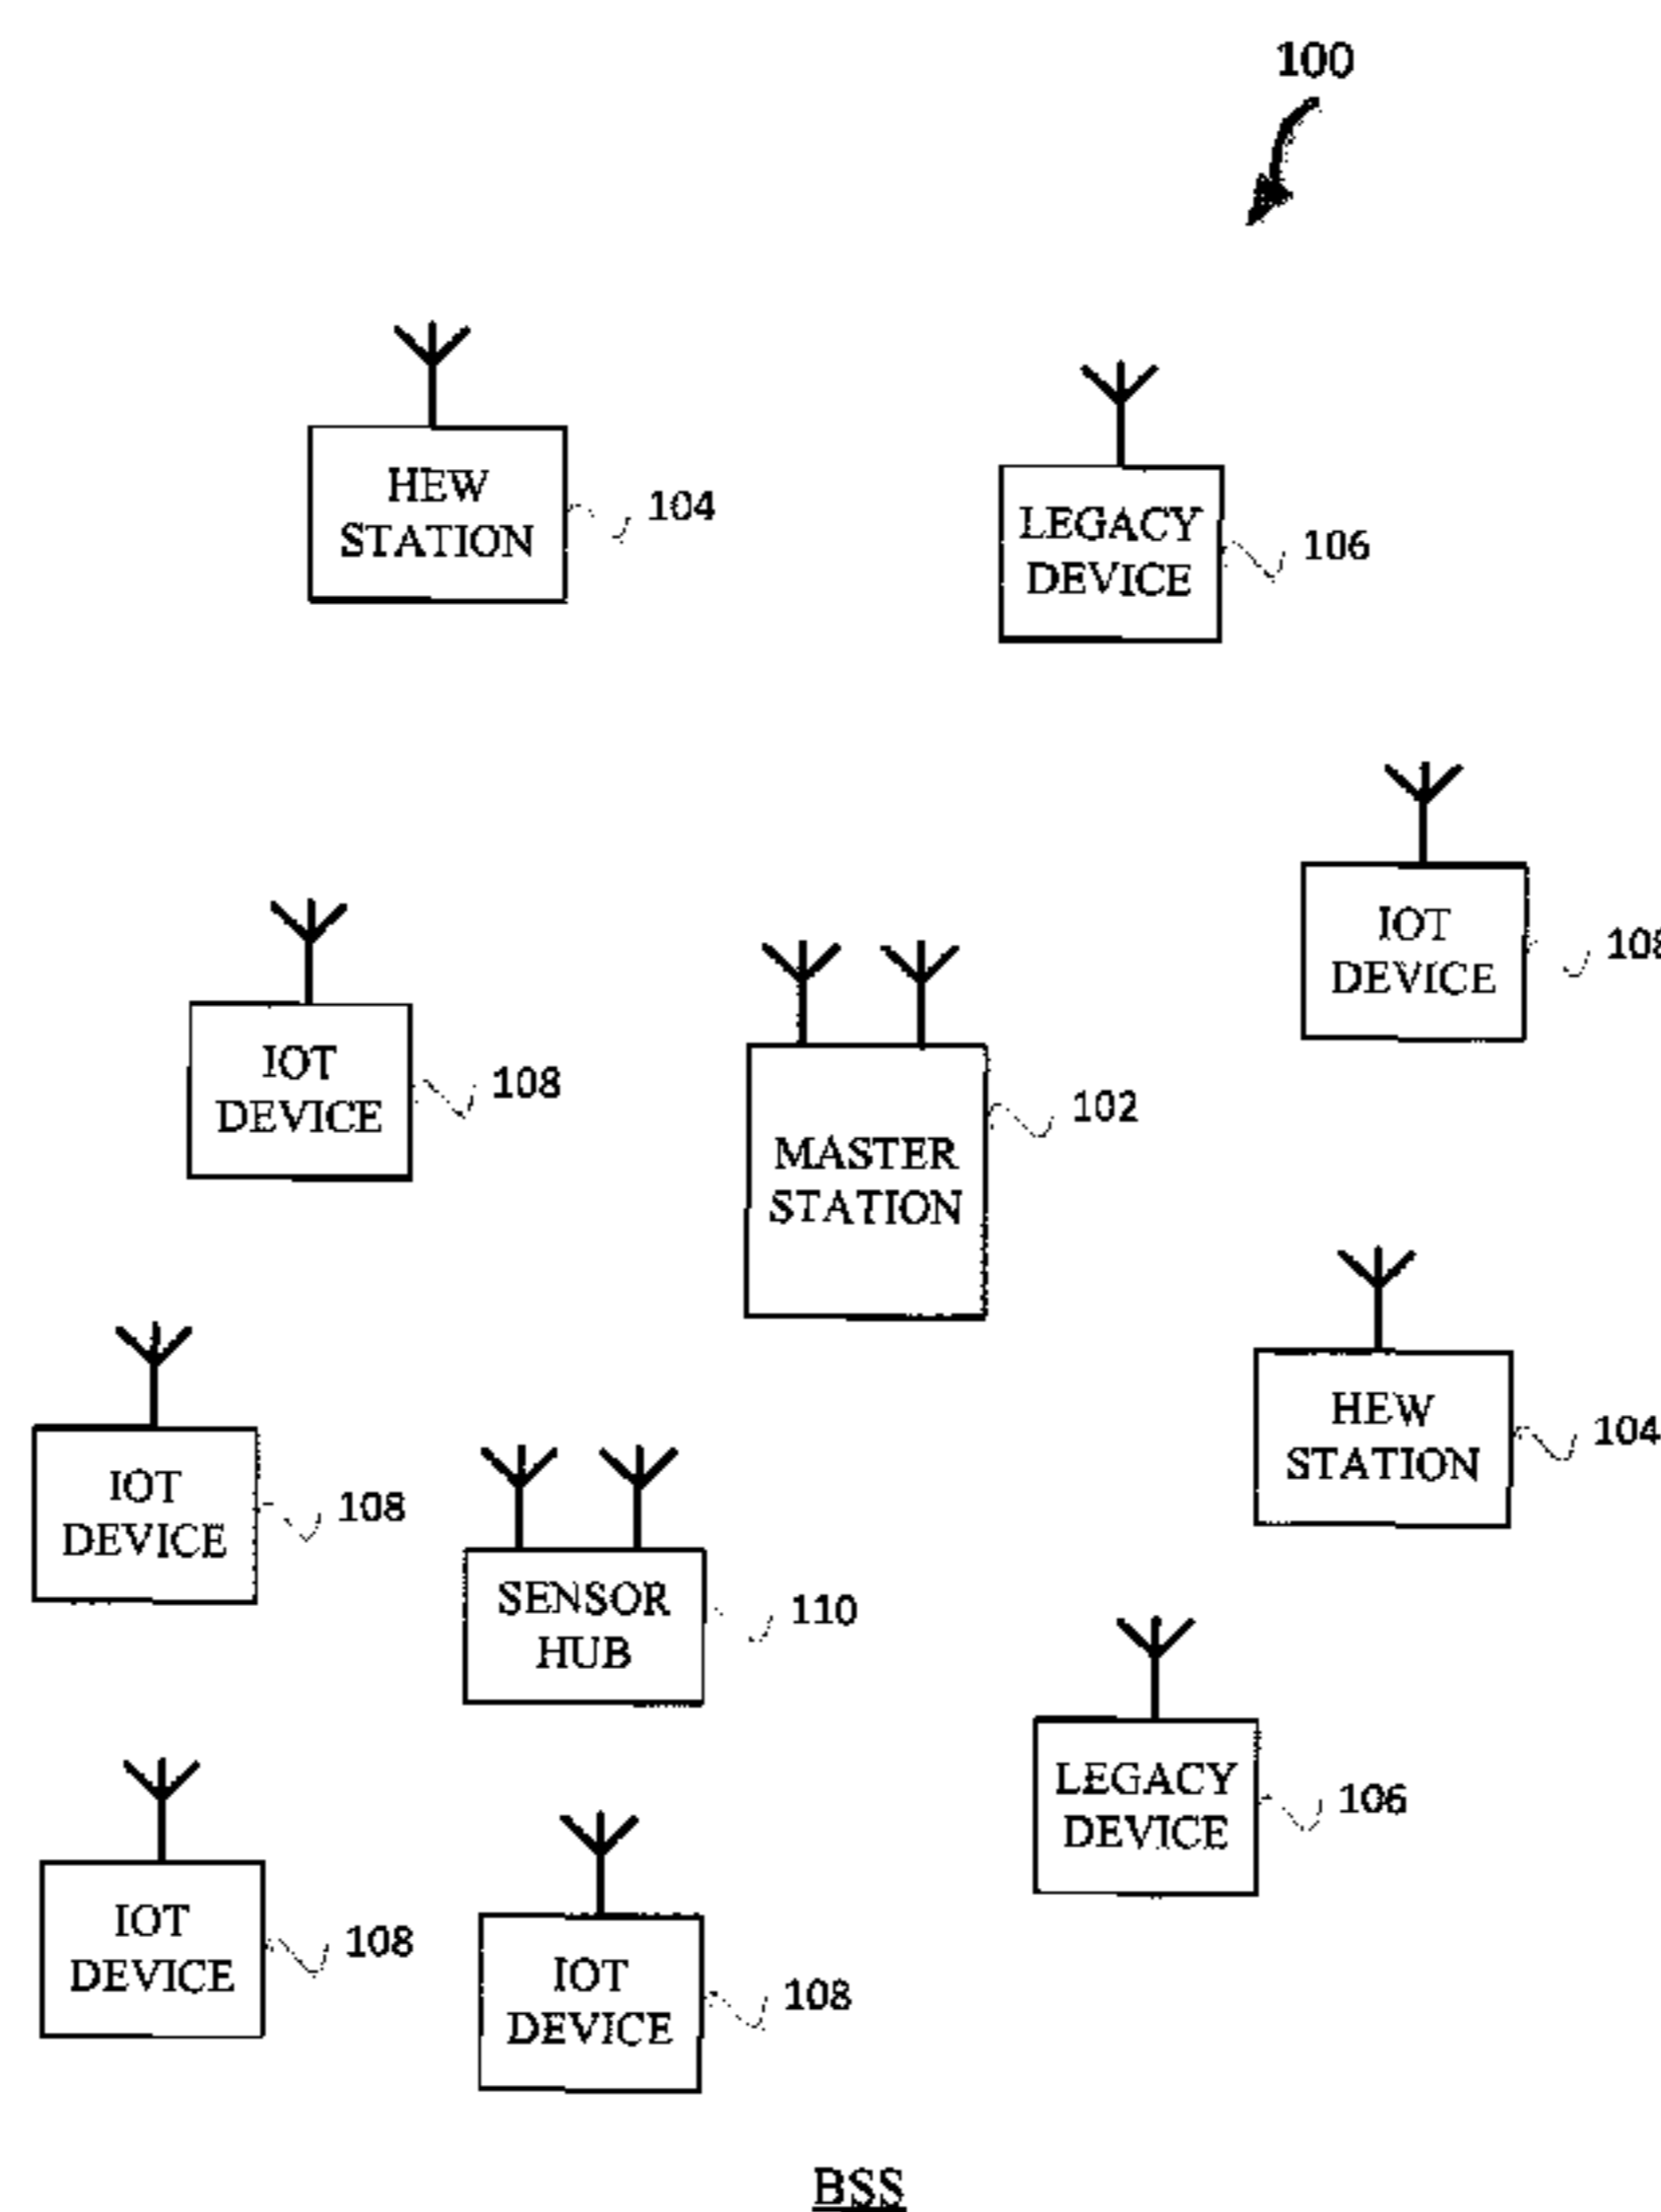 100
HEW
STATION
104
LEGACY
DEVICE
106
IOT
DEVICE
108
IOT
DEVICE
108
MASTER
STATION
102
HEW
STATION
104
IOT
DEVICE
108
SENSOR
HUB
110
LEGACY
DEVICE
106
IOT
DEVICE
108
IOT
DEVICE
108
BSS